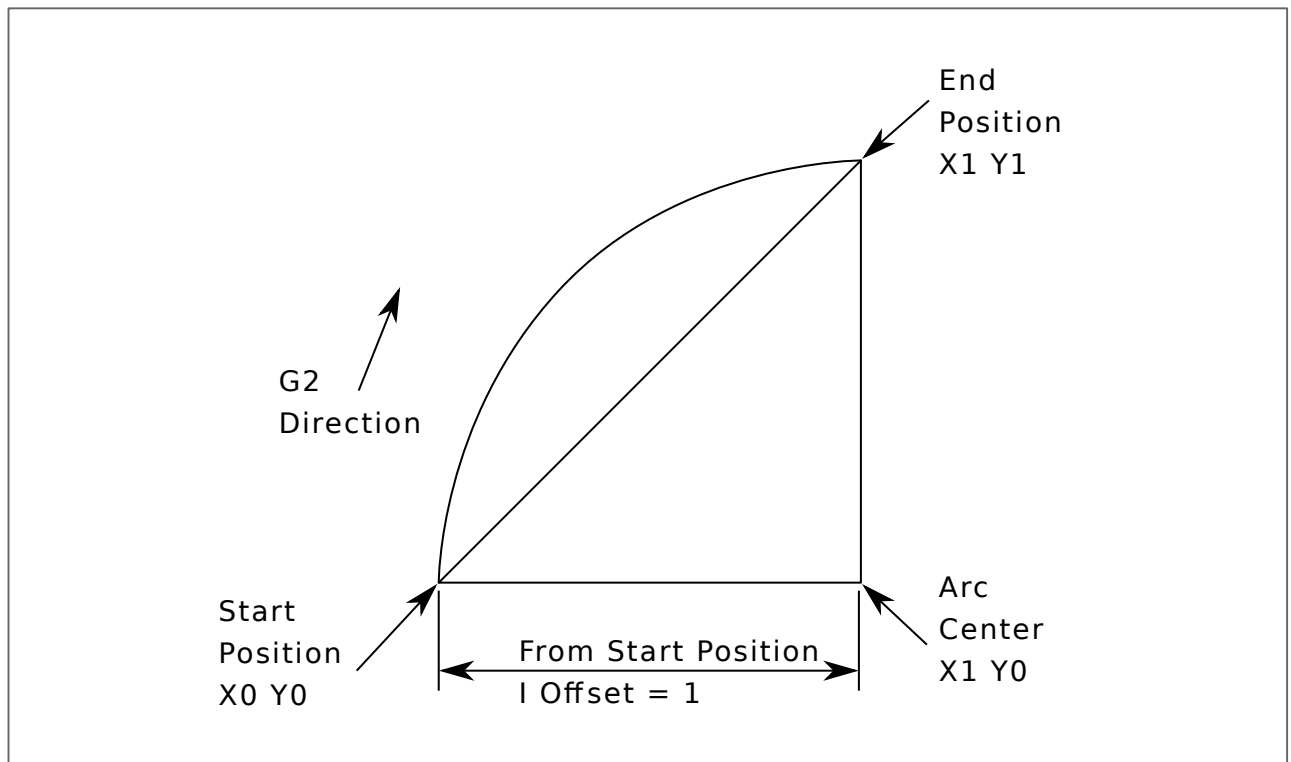 End
Position
X1 Y1
G2
Direction
Start
Position
X0 Y0
From Start Position
I Offset = 1
Arc
Center
X1 Y0